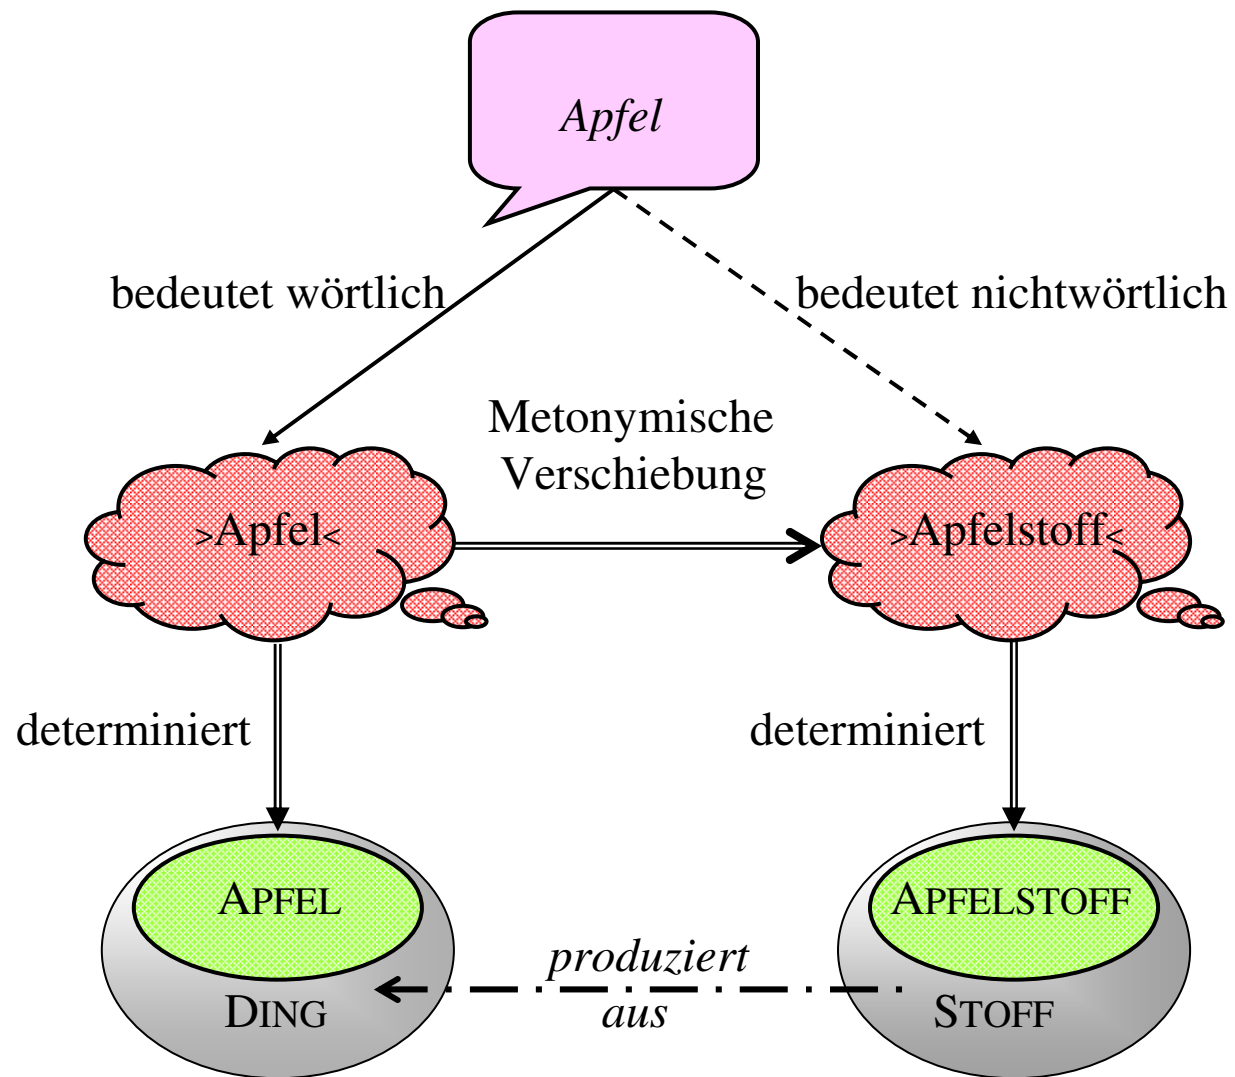 Apfel
bedeutet wörtlich
bedeutet nichtwörtlich
Metonymische
Verschiebung
>Apfel<
>Apfelstoff<
determiniert
determiniert
APFEL
APFELSTOFF
produziert
aus
DING
STOFF